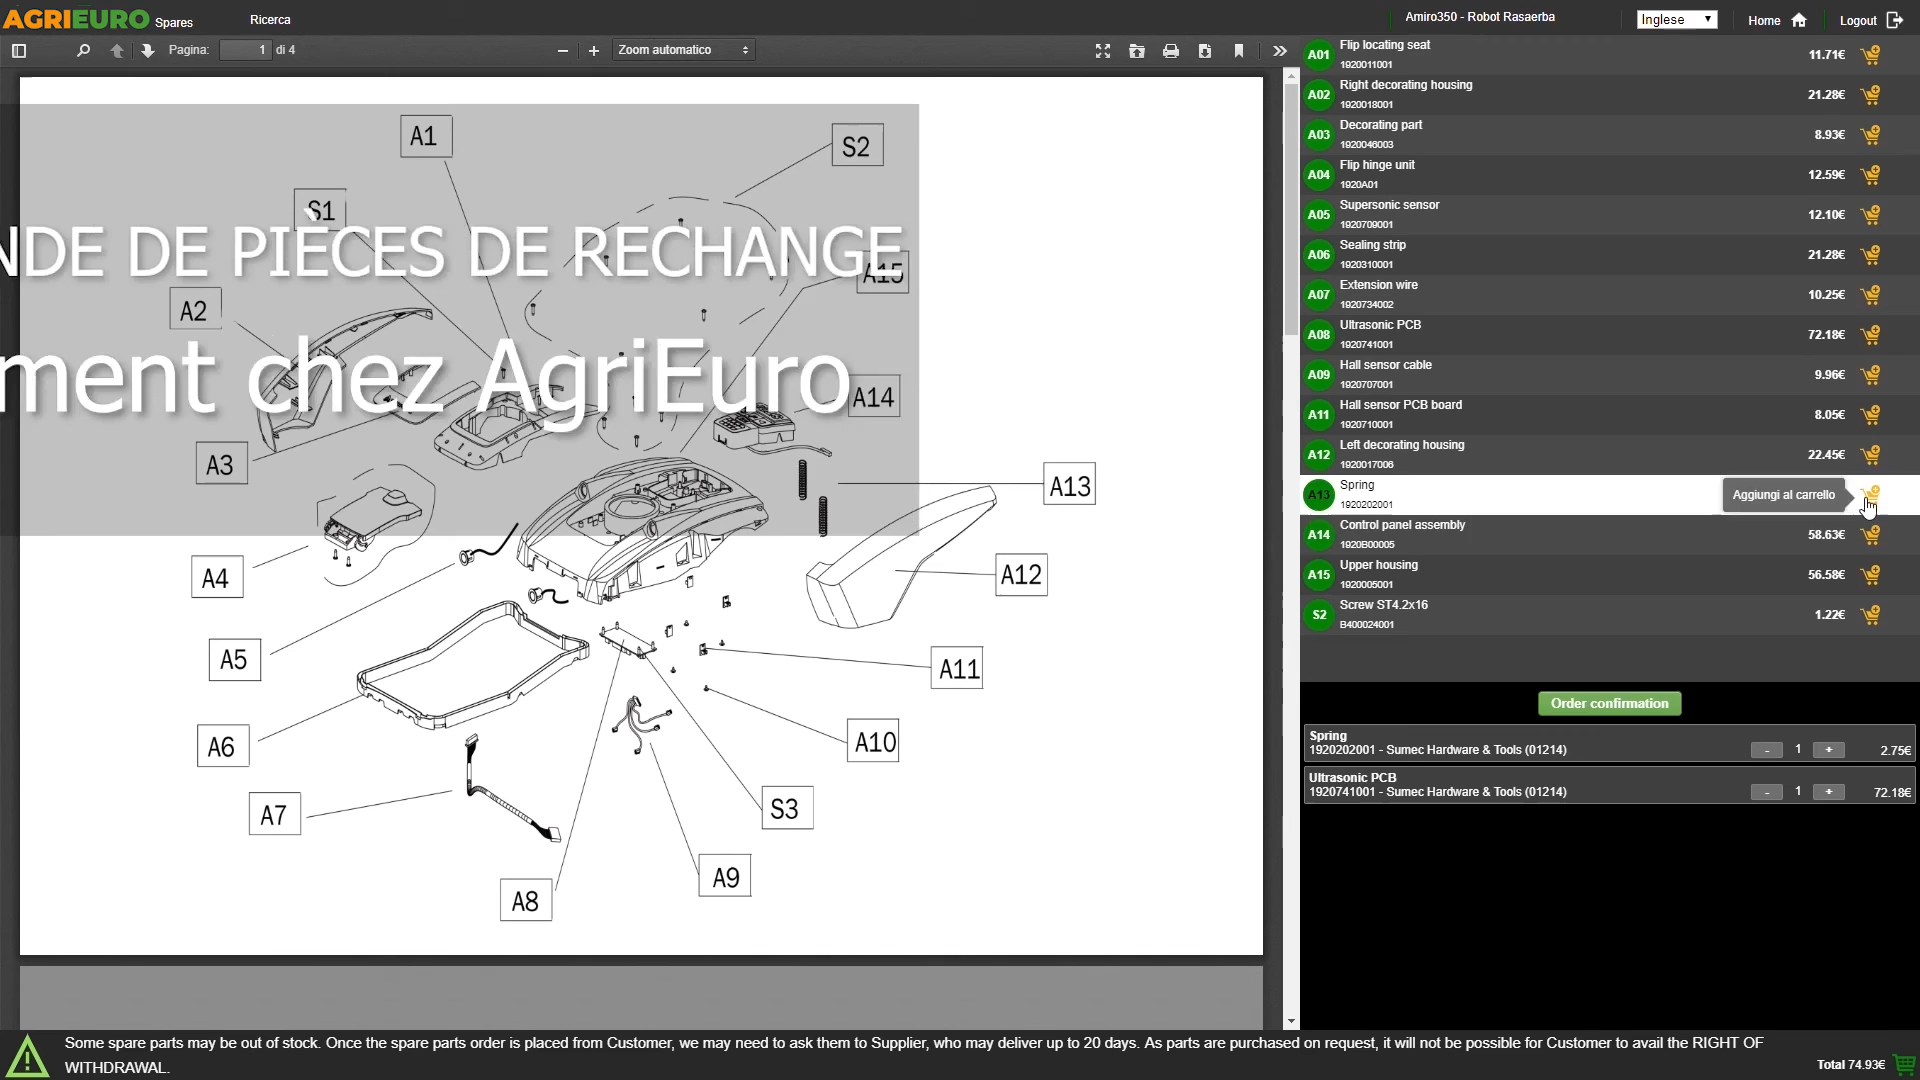 AGRIEURO Spares
Ricerca
Amiro350 - Robot Rasaerba
Inglese
Home
Logout
Pagina: 1 di 4
Zoom automatico
A1
S2
S1
NDE DE PIÈCES DE RECHANGE
A15
A2
ment chez AgriEuro
A14
A3
A13
A4
A12
A5
A11
A6
A10
A7
S3
A9
A8
A01 Flip locating seat 11.71€
1920011001
A02 Right decorating housing 21.28€
1920018001
A03 Decorating part 8.93€
1920046003
A04 Flip hinge unit 12.59€
1920A01
A05 Supersonic sensor 12.10€
1920709001
A06 Sealing strip 21.28€
1920310001
A07 Extension wire 10.25€
1920734002
A08 Ultrasonic PCB 72.18€
1920741001
A09 Hall sensor cable 9.96€
1920707001
A11 Hall sensor PCB board 8.05€
1920710001
A12 Left decorating housing 22.45€
1920017006
A13 Spring Aggiungi al carrello
1920202001
A14 Control panel assembly 58.63€
1920B00005
A15 Upper housing 56.58€
1920005001
S2 Screw ST4.2x16 1.22€
B400024001
Order confirmation
Spring
1920202001 - Sumec Hardware & Tools (01214) - 1 + 2.75€
Ultrasonic PCB
1920741001 - Sumec Hardware & Tools (01214) - 1 + 72.18€
Some spare parts may be out of stock. Once the spare parts order is placed from Customer, we may need to ask them to Supplier, who may deliver up to 20 days. As parts are purchased on request, it will not be possible for Customer to avail the RIGHT OF
WITHDRAWAL.
Total 74.93€